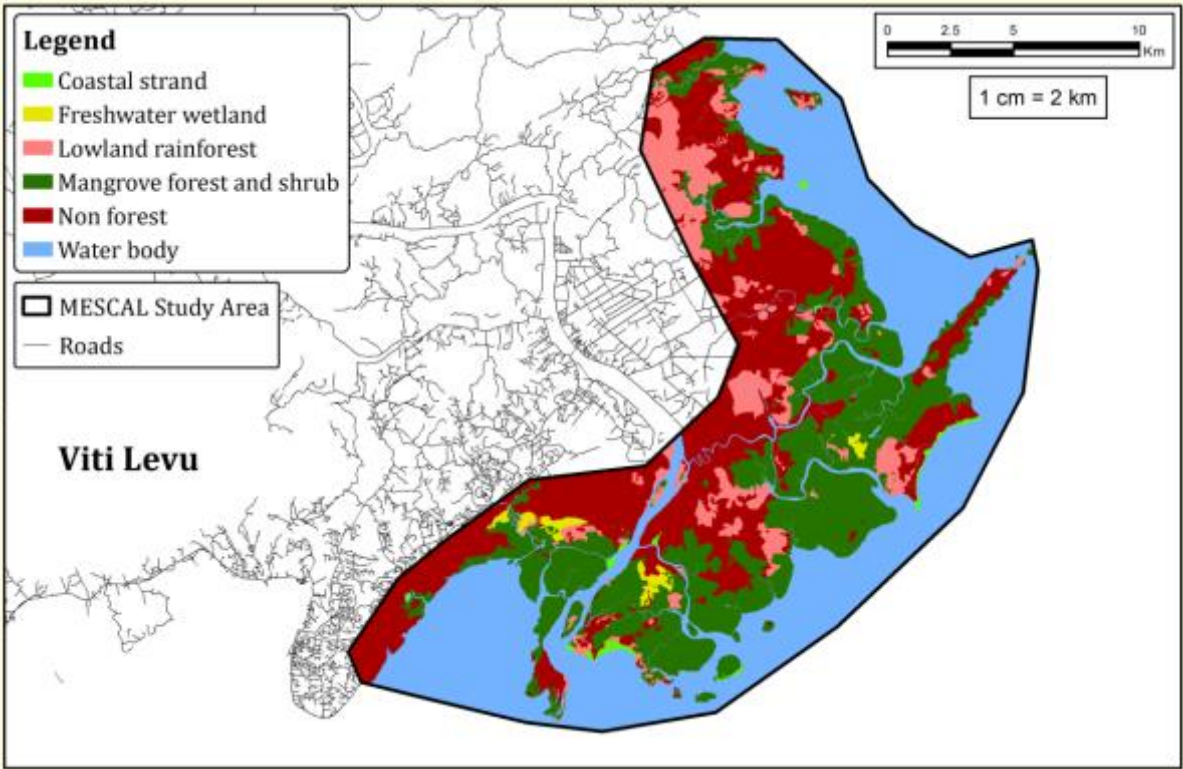 Legend
Coastal strand
Freshwater wetland
Lowland rainforest
Mangrove forest and shrub
Non forest
Water body
MESCAL Study Area
Roads
Viti Levu
0 2.5 5 10
Km
1 cm = 2 km